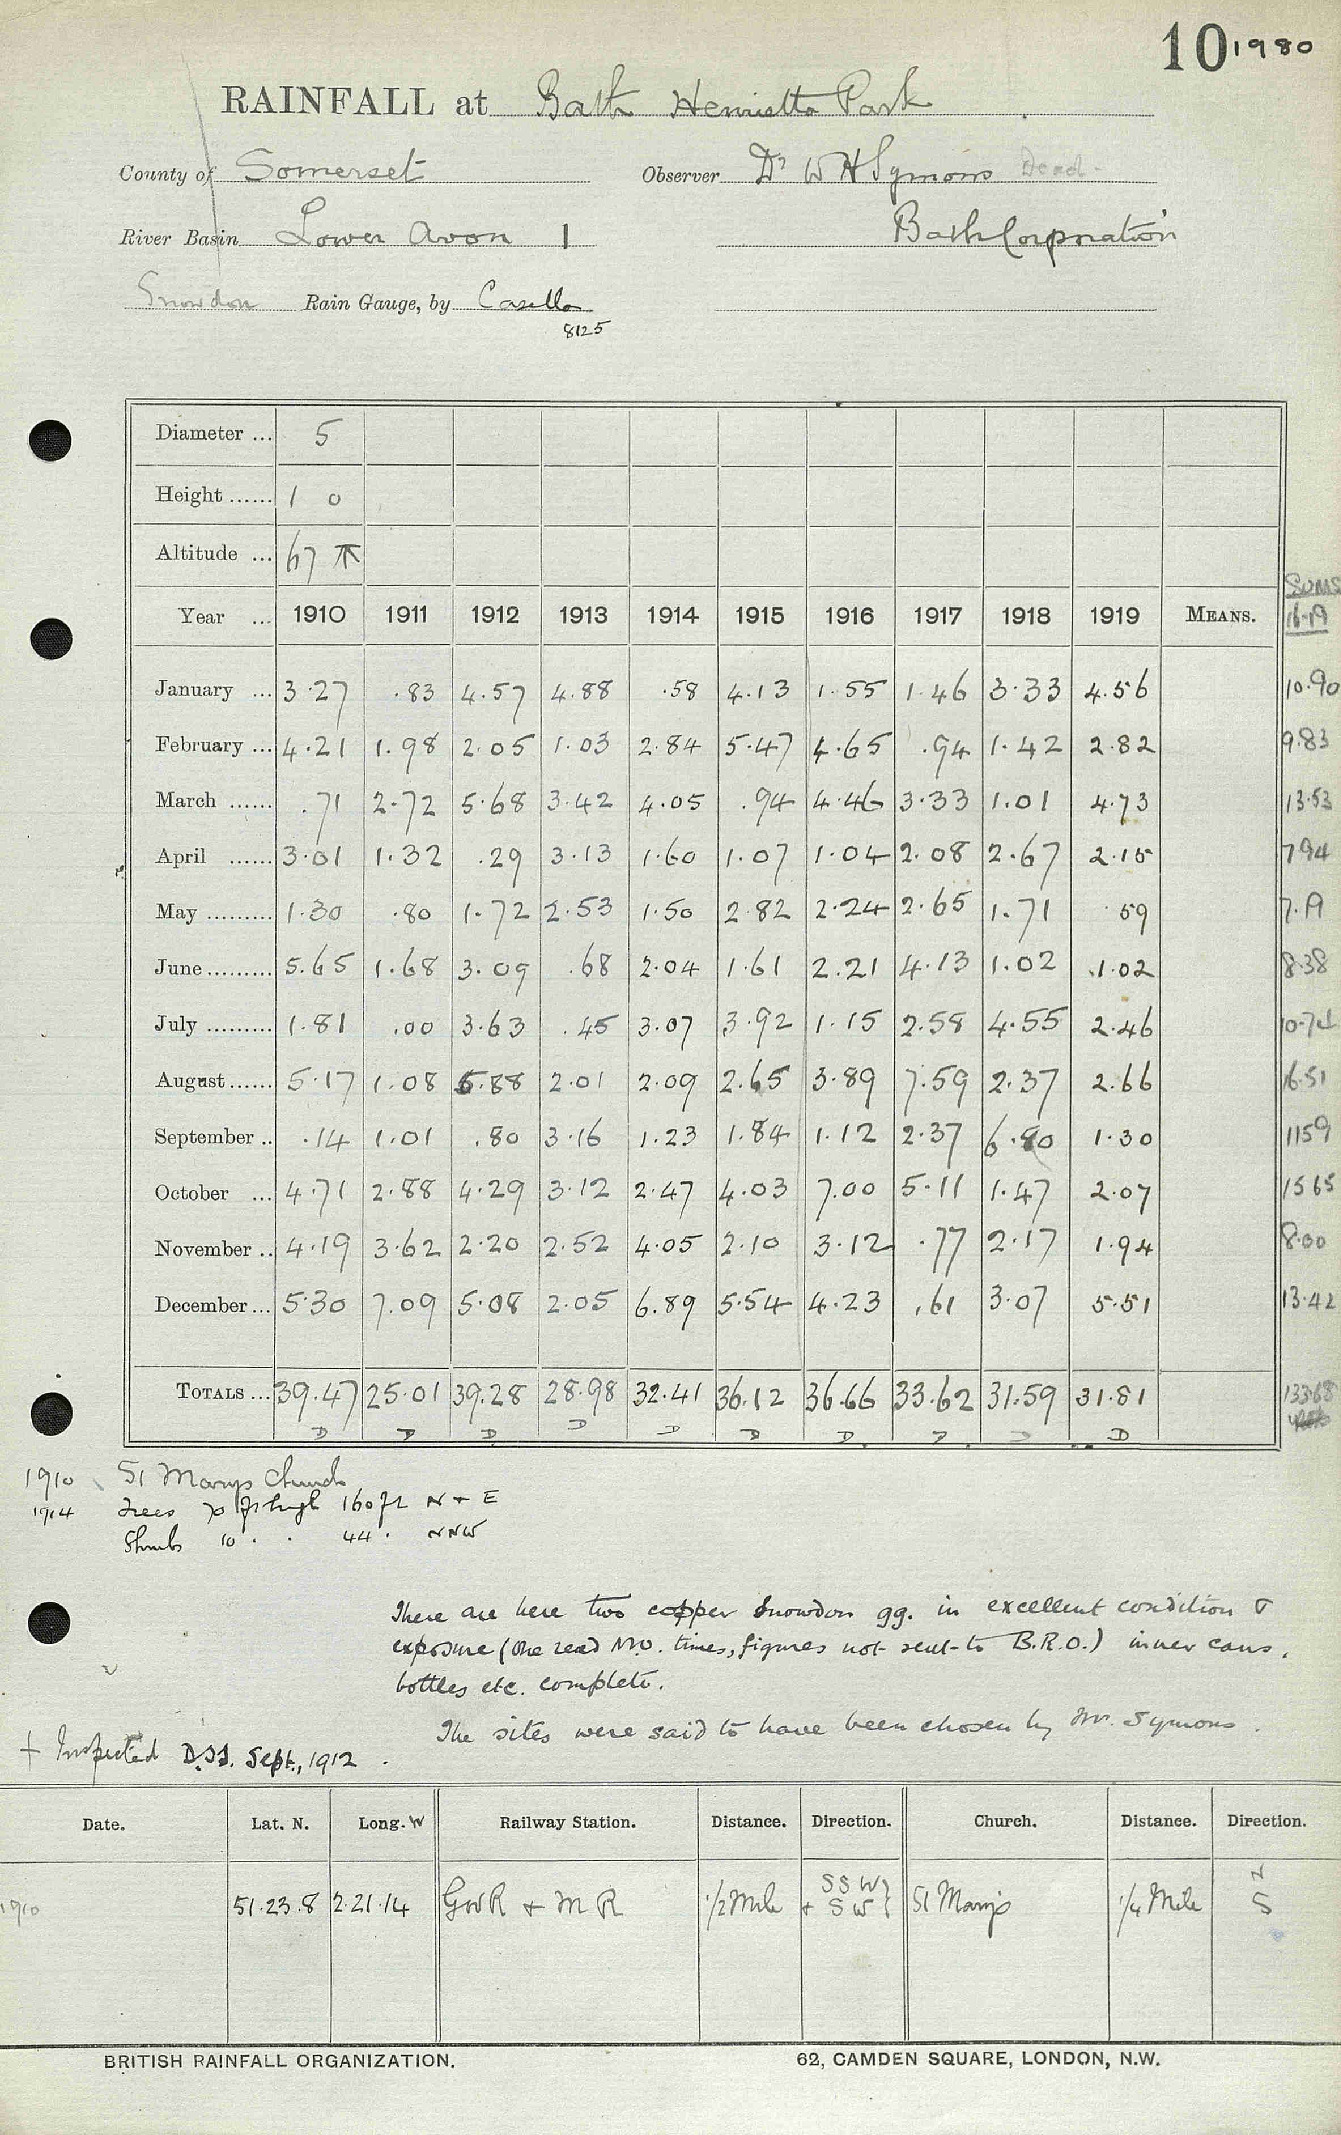 10 1980
RAINFALL at Bath Henrietta Park
County of Somerset Observer Dr W H Symons Dead.
River Basin Lower Avon 1 Bath Corporation
Snowdon Rain Gauge, by Casella
8125
Diameter ... 5
Height ...... 1 0
Altitude ... 67
SUMS
Year ... 1910 1911 1912 1913 1914 1915 1916 1917 1918 1919 MEANS. 16-19
January ... 3.27 .83 4.57 4.88 .58 4.13 1.55 1.46 3.33 4.56 10.90
February ... 4.21 1.98 2.05 1.03 2.84 5.47 4.65 .94 1.42 2.82 9.83
March ...... .71 2.72 5.68 3.42 4.05 .94 4.46 3.33 1.01 4.73 13.53
April ...... 3.01 1.32 .29 3.13 1.60 1.07 1.04 2.08 2.67 2.15 7.94
May ......... 1.30 .80 1.72 2.53 1.50 2.82 2.24 2.65 1.71 .59 7.19
June ......... 5.65 1.68 3.09 .68 2.04 1.61 2.21 4.13 1.02 1.02 8.38
July ......... 1.81 .00 3.63 .45 3.07 3.92 1.15 2.58 4.55 2.46 10.74
August ...... 5.17 1.08 5.88 2.01 2.09 2.65 3.89 7.59 2.37 2.66 16.51
September .. .14 1.01 .80 3.16 1.23 1.84 1.12 2.37 6.80 1.30 11 59
October ... 4.71 2.88 4.29 3.12 2.47 4.03 7.00 5.11 1.47 2.07 15 65
November .. 4.19 3.62 2.20 2.52 4.05 2.10 3.12 .77 2.17 1.94 8.00
December ... 5.30 7.09 5.08 2.05 6.89 5.54 4.23 .61 3.07 5.51 13.42
TOTALS ... 39.47 25.01 39.28 28.98 32.41 36.12 36.66 33.62 31.59 31.81 133.68
D D D D D D D D D D
1910 St Marys Church
1914 Trees 70 ft high 160 ft N + E
Shrubs 10 . . 44 . NNW
There are here two copper Snowdon gg. in excellent condition &
exposure (One read M.O. times, figures not sent to B.R.O.) inner cans,
bottles etc. complete.
The sites were said to have been chosen by Mr. Symons.
+ Inspected D.S.S. Sept., 1912.
Date. Lat. N. Long. W Railway Station. Distance. Direction. Church. Distance. Direction.
1910 51.23.8 2.21.14 GWR + M R 1/2 Mile SSW + SW St Marys 1/4 Mile N S
BRITISH RAINFALL ORGANIZATION. 62, CAMDEN SQUARE, LONDON, N.W.